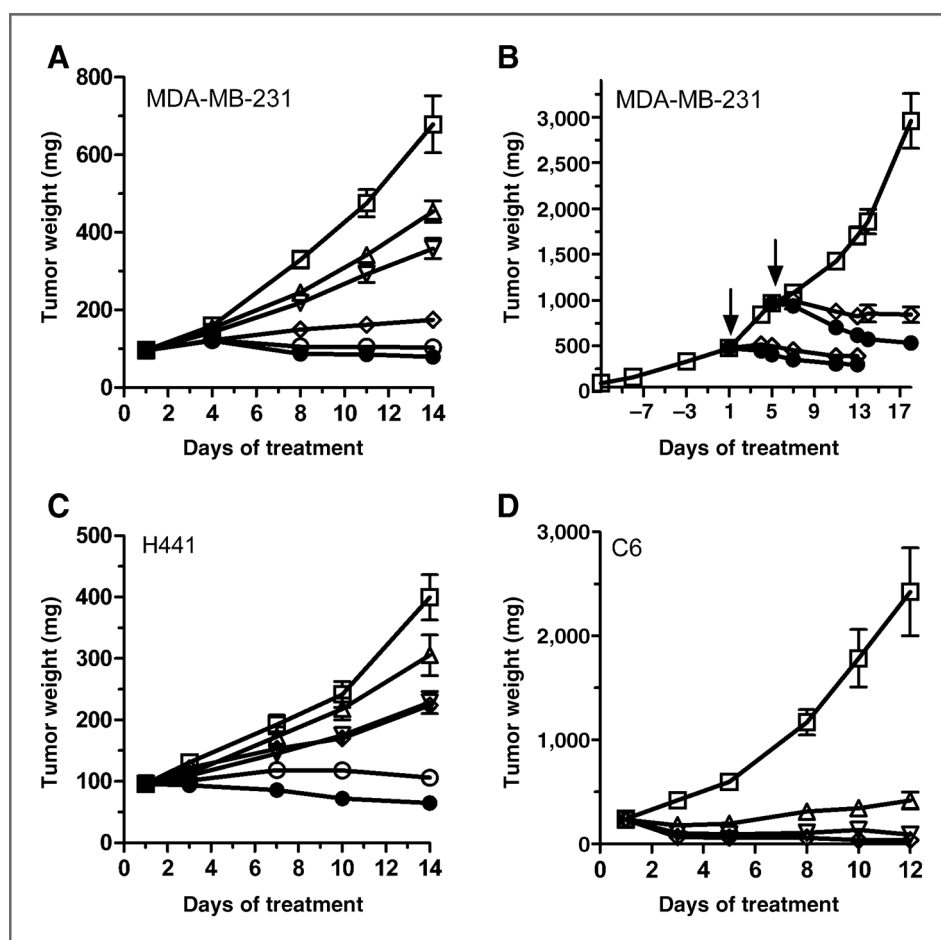 A
MDA-MB-231
Tumor weight (mg)
800
600
400
200
0
0 2 4 6 8 10 12 14
Days of treatment
B
MDA-MB-231
Tumor weight (mg)
3,000
2,500
2,000
1,500
1,000
500
0
–7 –3 1 5 9 13 17
Days of treatment
C
H441
Tumor weight (mg)
500
400
300
200
100
0
0 2 4 6 8 10 12 14
Days of treatment
D
C6
Tumor weight (mg)
3,000
2,000
1,000
0
0 2 4 6 8 10 12
Days of treatment